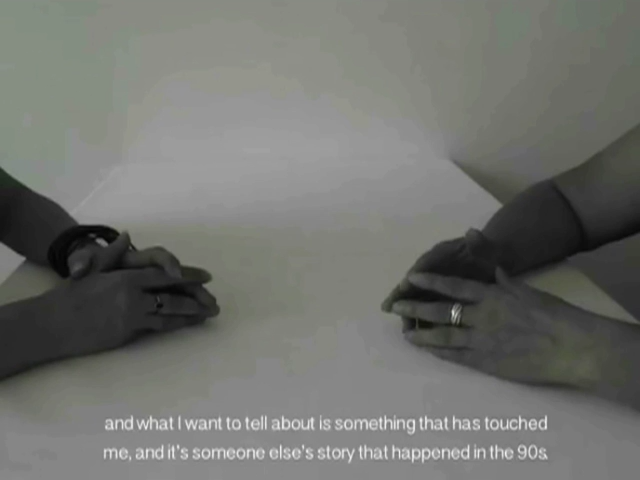 and what I want to tell about is something that has touched
me, and it's someone else's story that happened in the 90s.